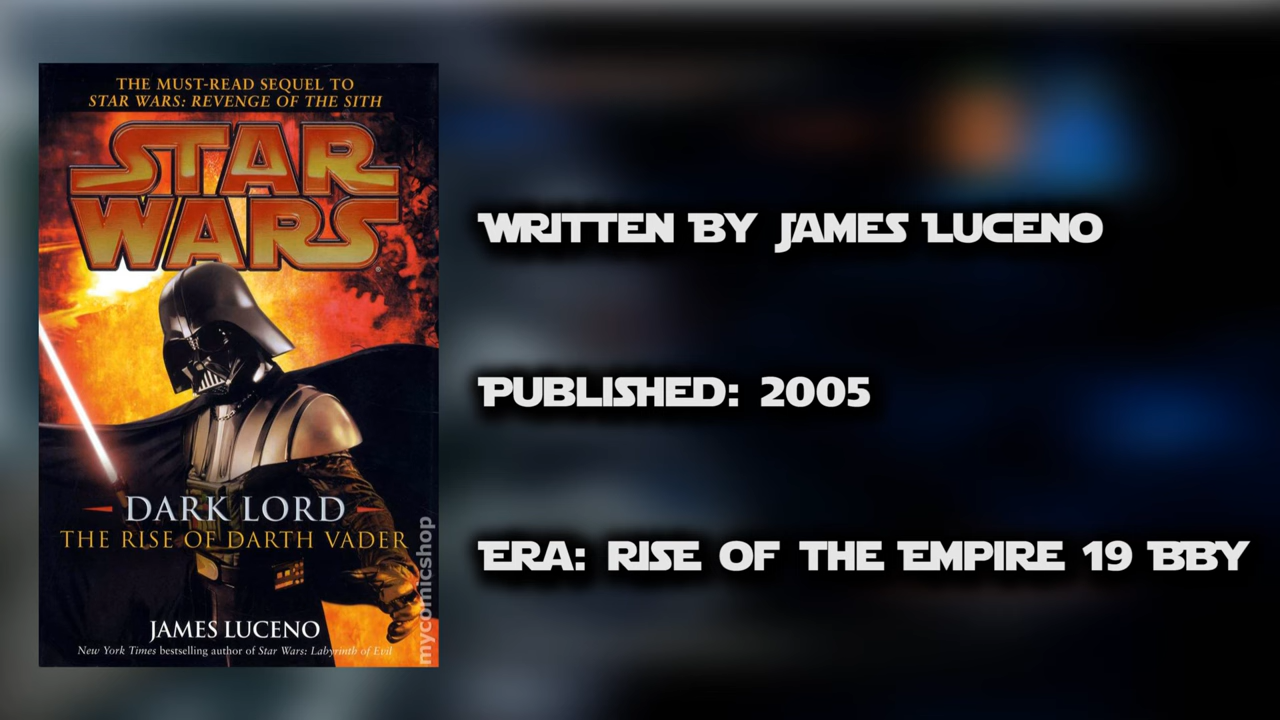 THE MUST-READ SEQUEL TO
STAR WARS: REVENGE OF THE SITH
STAR
WARS
DARK LORD
THE RISE OF DARTH VADER
JAMES LUCENO
New York Times bestselling author of Star Wars: Labyrinth of Evil
mycomicshop
WRITTEN BY JAMES LUCENO
PUBLISHED: 2005
ERA: RISE OF THE EMPIRE 19 BBY